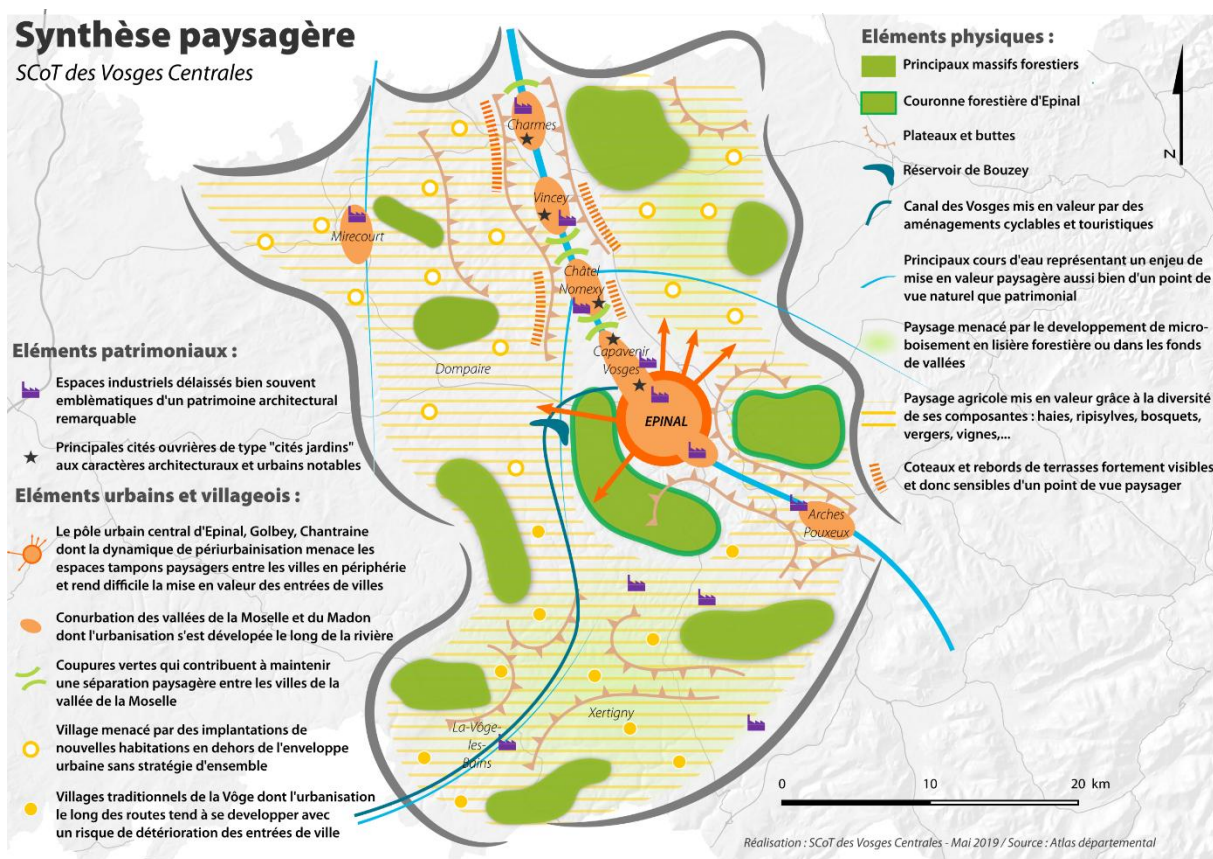 Synthèse paysagère
SCoT des Vosges Centrales
Eléments patrimoniaux :
Espaces industriels délaissés bien souvent
emblématiques d'un patrimoine architectural
remarquable
Principales cités ouvrières de type "cités jardins"
aux caractères architecturaux et urbains notables
Eléments urbains et villageois :
Le pôle urbain central d'Epinal, Golbey, Chantraine
dont la dynamique de périurbainisation menace les
espaces tampons paysagers entre les villes en périphérie
et rend difficile la mise en valeur des entrées de villes
Conurbation des vallées de la Moselle et du Madon
dont l'urbanisation s'est dévelopée le long de la rivière
Coupures vertes qui contribuent à maintenir
une séparation paysagère entre les villes de la
vallée de la Moselle
Village menacé par des implantations de
nouvelles habitations en dehors de l'enveloppe
urbaine sans stratégie d'ensemble
Villages traditionnels de la Vôge dont l'urbanisation
le long des routes tend à se developper avec
un risque de détérioration des entrées de ville
Charmes
Vincey
Mirecourt
Châtel
Nomexy
Capavenir
Vosges
Dompaire
EPINAL
Arches
Pouxeux
Xertigny
La-Vôge-
les-
Bains
Eléments physiques :
Principaux massifs forestiers
Couronne forestière d'Epinal
Plateaux et buttes
Réservoir de Bouzey
Canal des Vosges mis en valeur par des
aménagements cyclables et touristiques
Principaux cours d'eau représentant un enjeu de
mise en valeur paysagère aussi bien d'un point de
vue naturel que patrimonial
Paysage menacé par le developpement de micro-
boisement en lisière forestière ou dans les fonds
de vallées
Paysage agricole mis en valeur grâce à la diversité
de ses composantes : haies, ripisylves, bosquets,
vergers, vignes,...
Coteaux et rebords de terrasses fortement visibles
et donc sensibles d'un point de vue paysager
N
0 10 20 km
Réalisation : SCoT des Vosges Centrales - Mai 2019 / Source : Atlas départemental